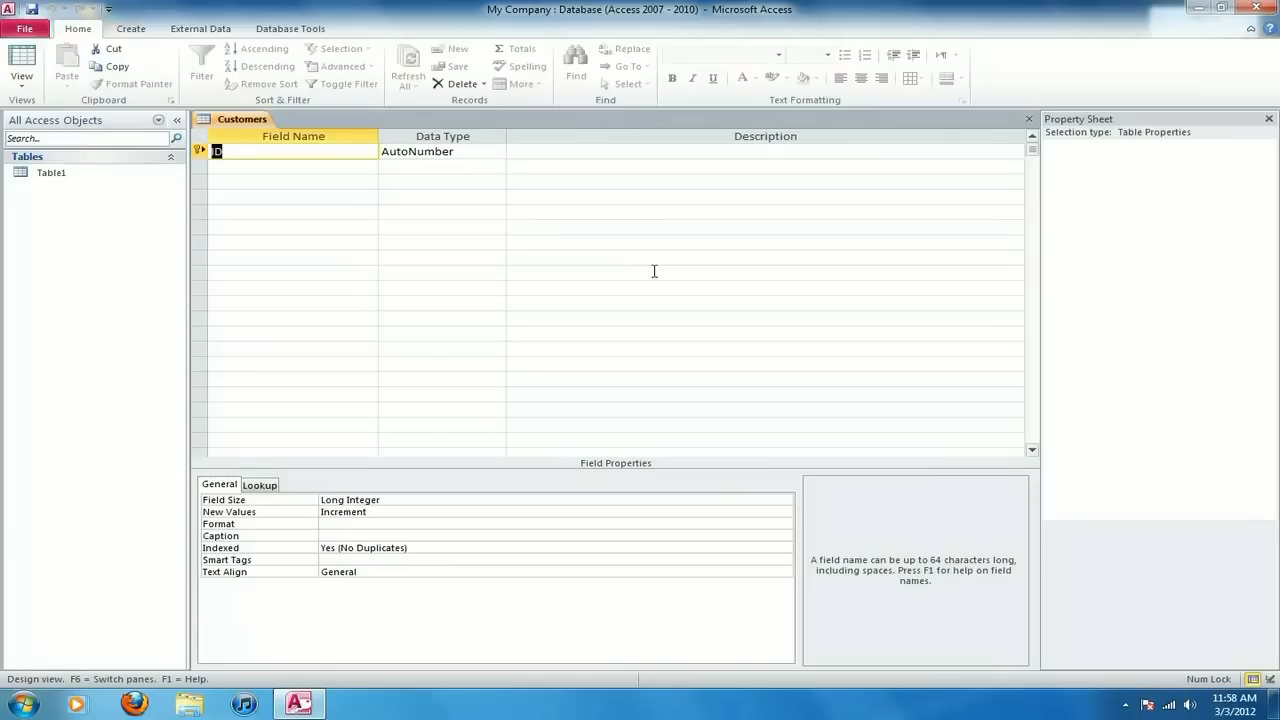 My Company : Database (Access 2007 - 2010) - Microsoft Access
File Home Create External Data Database Tools
View
Views
Paste
Cut
Copy
Format Painter
Clipboard
Filter
Ascending
Descending
Remove Sort
Selection
Advanced
Toggle Filter
Sort & Filter
Refresh
All
New
Save
Delete
Totals
Spelling
More
Records
Find
Replace
Go To
Select
Find
B I U A
Text Formatting
All Access Objects
Search...
Tables
Table1
Customers
Field Name Data Type Description
ID AutoNumber
Property Sheet
Selection type: Table Properties
Field Properties
General Lookup
Field Size Long Integer
New Values Increment
Format
Caption
Indexed Yes (No Duplicates)
Smart Tags
Text Align General
A field name can be up to 64 characters long,
including spaces. Press F1 for help on field
names.
Design view. F6 = Switch panes. F1 = Help.
Num Lock
11:58 AM
3/3/2012